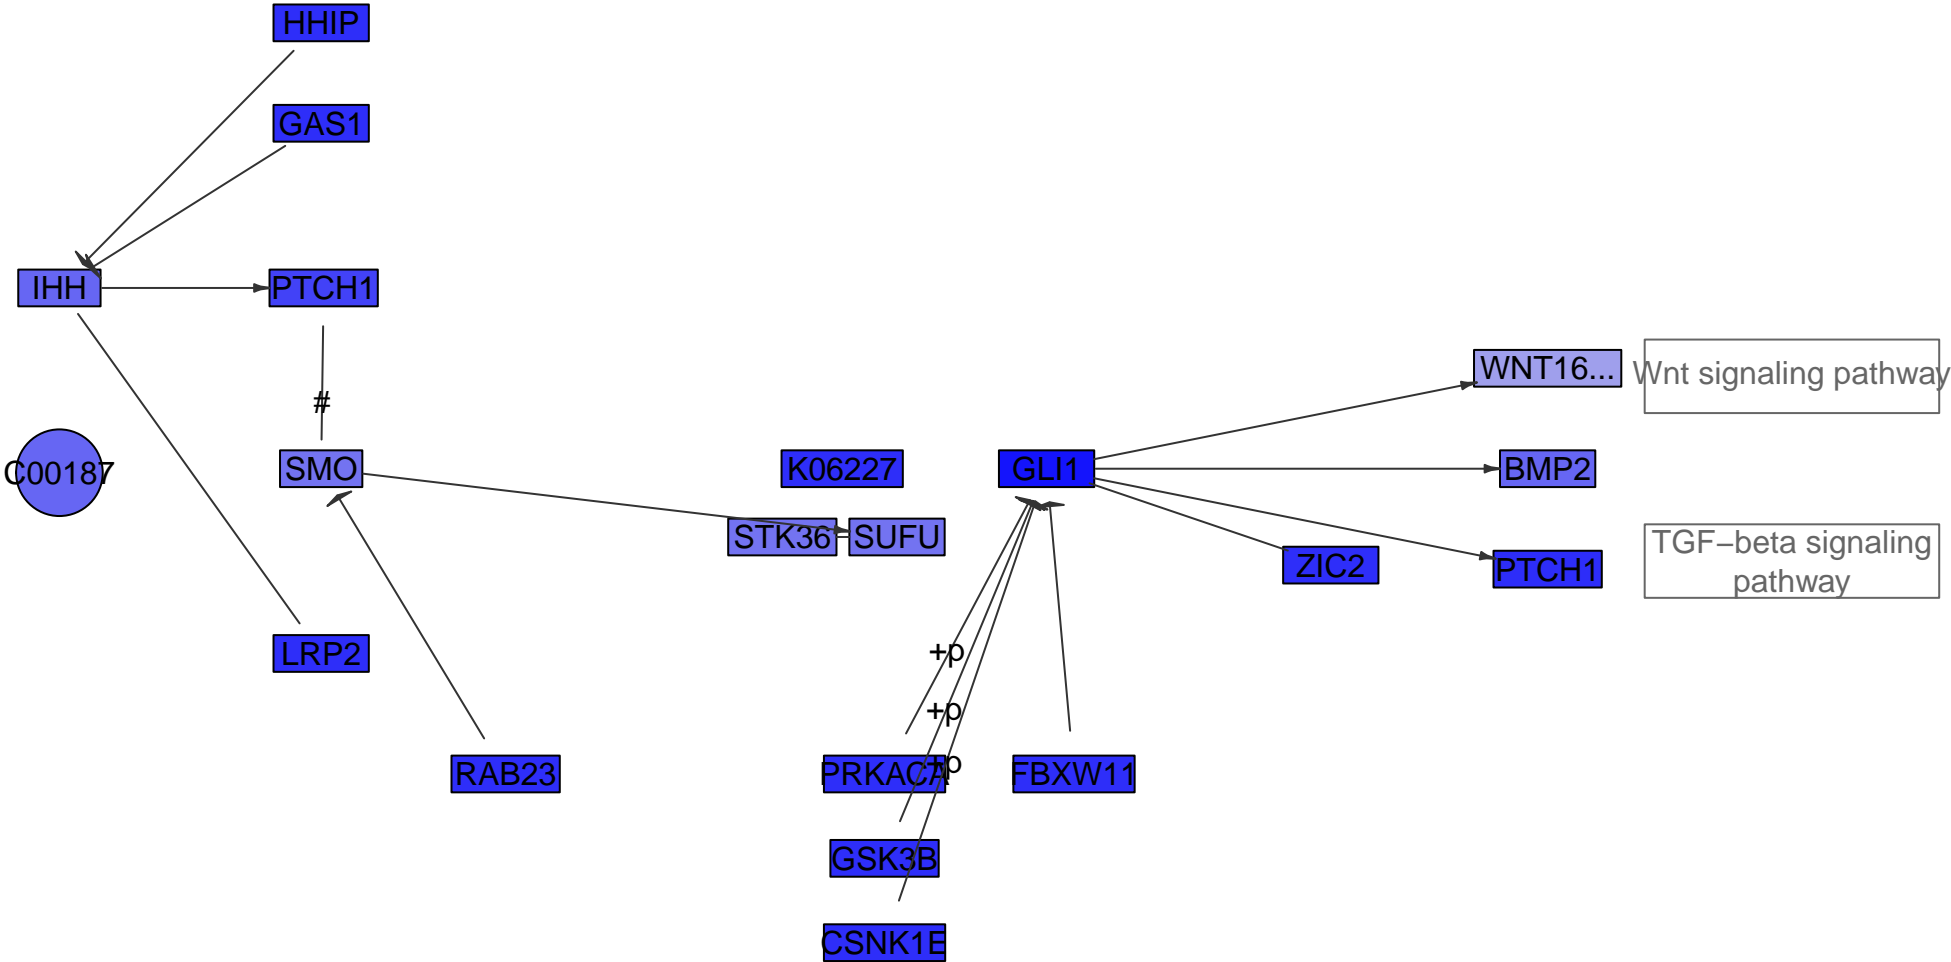 HHIP
GAS1
IHH
PTCH1
WNT16...
Wnt signaling pathway
#
C00187
SMO
K06227
GLI1
BMP2
STK36
SUFU
ZIC2
PTCH1
TGF−beta signaling
pathway
LRP2
+p
+p
+p
RAB23
PRKACA
FBXW11
GSK3B
CSNK1E